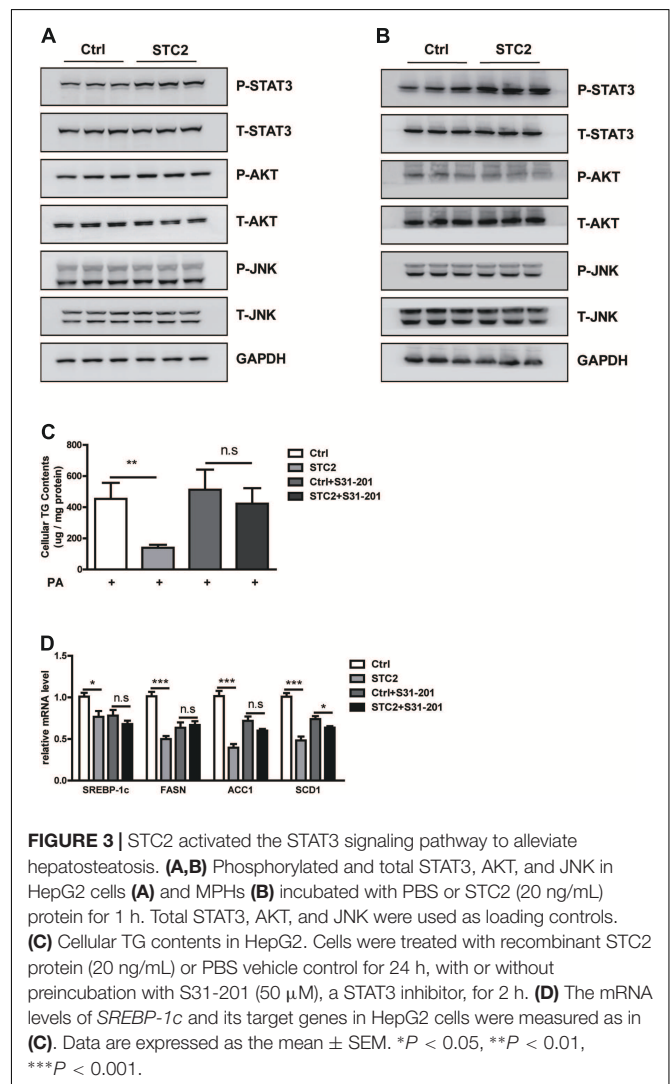 A
B
Ctrl STC2
Ctrl STC2
P-STAT3
P-STAT3
T-STAT3
T-STAT3
P-AKT
P-AKT
T-AKT
T-AKT
P-JNK
P-JNK
T-JNK
T-JNK
GAPDH
GAPDH
C
Cellular TG Contents
(ug / mg protein)
800
600
400
200
0
**
n.s
Ctrl
STC2
Ctrl+S31-201
STC2+S31-201
PA + + + +
D
relative mRNA level
1.5
1.0
0.5
0.0
* n.s *** n.s *** n.s *** *
Ctrl
STC2
Ctrl+S31-201
STC2+S31-201
SREBP-1c FASN ACC1 SCD1
FIGURE 3 | STC2 activated the STAT3 signaling pathway to alleviate
hepatosteatosis. (A,B) Phosphorylated and total STAT3, AKT, and JNK in
HepG2 cells (A) and MPHs (B) incubated with PBS or STC2 (20 ng/mL)
protein for 1 h. Total STAT3, AKT, and JNK were used as loading controls.
(C) Cellular TG contents in HepG2. Cells were treated with recombinant STC2
protein (20 ng/mL) or PBS vehicle control for 24 h, with or without
preincubation with S31-201 (50 μM), a STAT3 inhibitor, for 2 h. (D) The mRNA
levels of SREBP-1c and its target genes in HepG2 cells were measured as in
(C). Data are expressed as the mean ± SEM. *P < 0.05, **P < 0.01,
***P < 0.001.